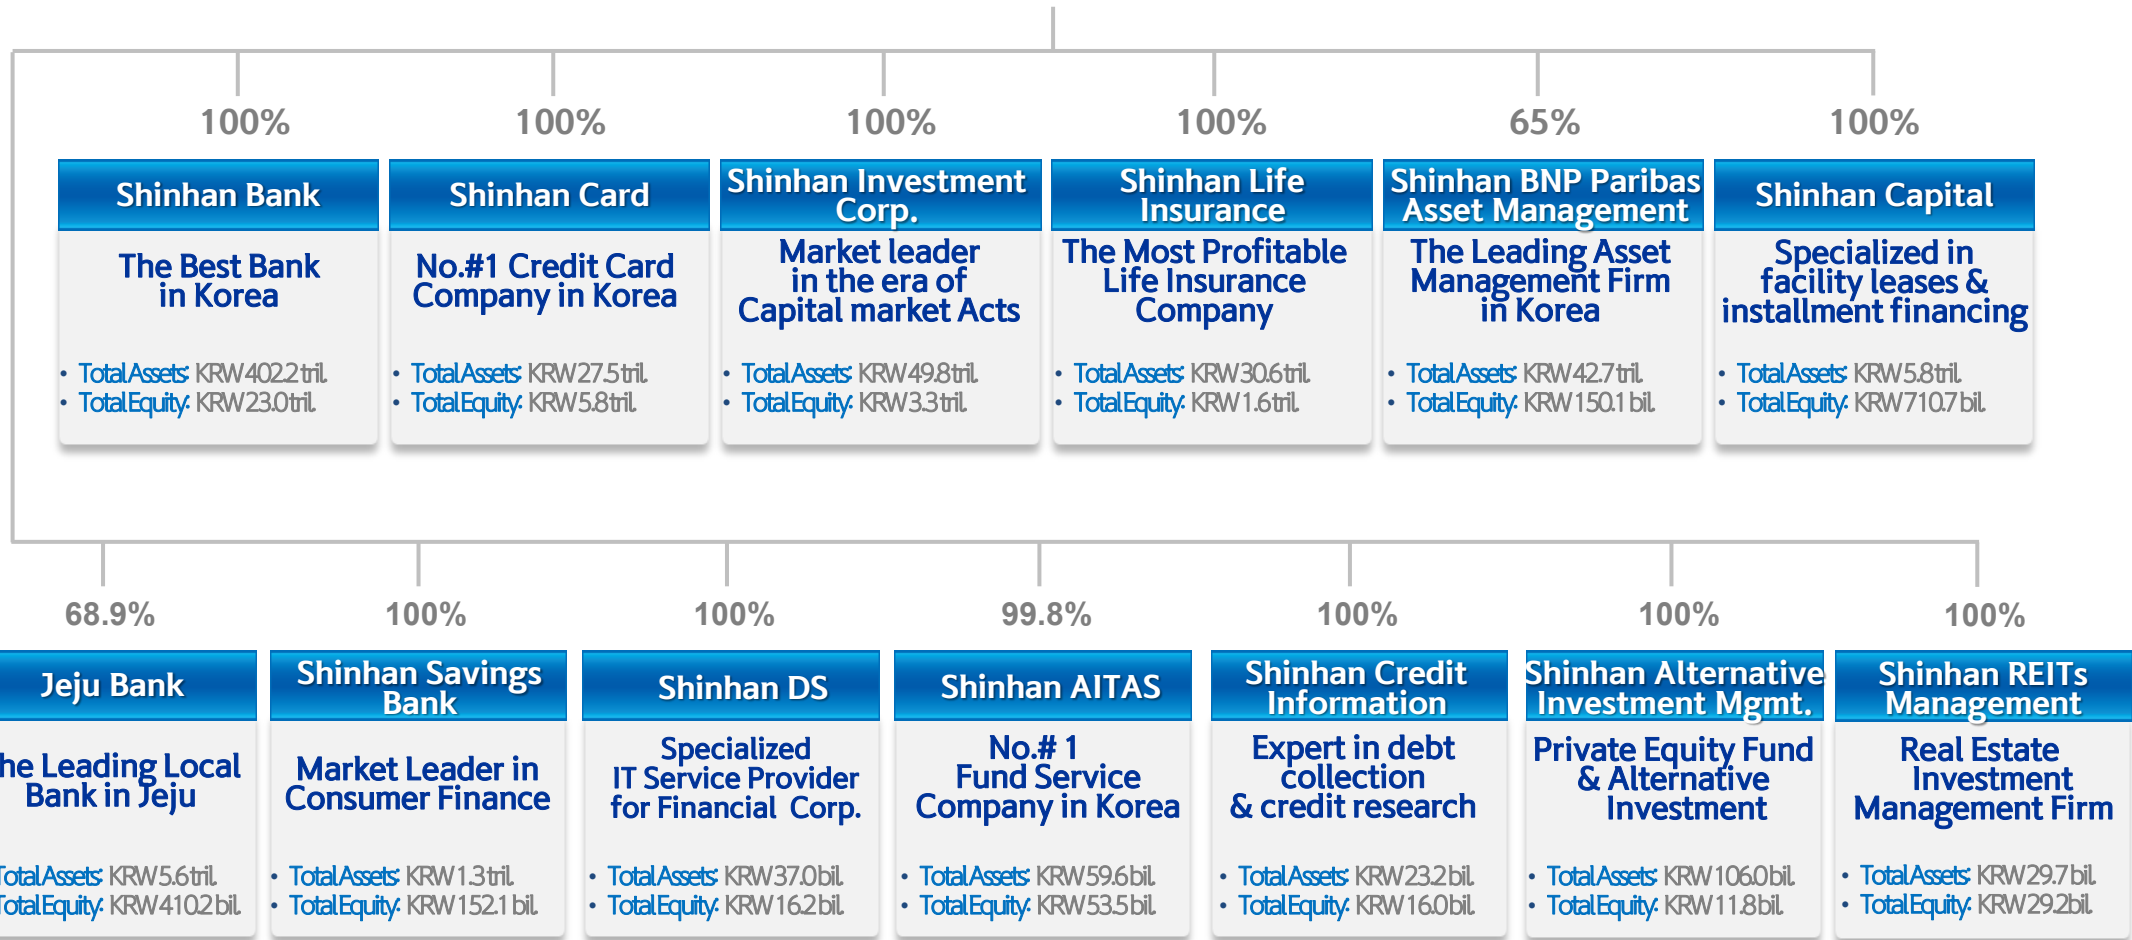 100%
100%
100%
100%
65%
100%
Shinhan Bank
The Best Bank
in Korea
• Total Assets: KRW 402.2 tril.
• Total Equity: KRW 23.0 tril.
Shinhan Card
No.#1 Credit Card
Company in Korea
• Total Assets: KRW 27.5 tril.
• Total Equity: KRW 5.8 tril.
Shinhan Investment
Corp.
Market leader
in the era of
Capital market Acts
• Total Assets: KRW 49.8 tril.
• Total Equity: KRW 3.3 tril.
Shinhan Life
Insurance
The Most Profitable
Life Insurance
Company
• Total Assets: KRW 30.6 tril.
• Total Equity: KRW 1.6 tril.
Shinhan BNP Paribas
Asset Management
The Leading Asset
Management Firm
in Korea
• Total Assets: KRW 42.7 tril.
• Total Equity: KRW 150.1 bil.
Shinhan Capital
Specialized in
facility leases &
installment financing
• Total Assets: KRW 5.8 tril.
• Total Equity: KRW 710.7 bil.
68.9%
100%
100%
99.8%
100%
100%
100%
Jeju Bank
he Leading Local
Bank in Jeju
Total Assets: KRW 5.6 tril.
Total Equity: KRW 410.2 bil.
Shinhan Savings
Bank
Market Leader in
Consumer Finance
• Total Assets: KRW 1.3 tril.
• Total Equity: KRW 152.1 bil.
Shinhan DS
Specialized
IT Service Provider
for Financial Corp.
• Total Assets: KRW 37.0 bil.
• Total Equity: KRW 16.2 bil.
Shinhan AITAS
No.# 1
Fund Service
Company in Korea
• Total Assets: KRW 59.6 bil.
• Total Equity: KRW 53.5 bil.
Shinhan Credit
Information
Expert in debt
collection
& credit research
• Total Assets: KRW 23.2 bil.
• Total Equity: KRW 16.0 bil.
Shinhan Alternative
Investment Mgmt.
Private Equity Fund
& Alternative
Investment
• Total Assets: KRW 106.0 bil.
• Total Equity: KRW 11.8 bil.
Shinhan REITs
Management
Real Estate
Investment
Management Firm
• Total Assets: KRW 29.7 bil.
• Total Equity: KRW 29.2 bil.